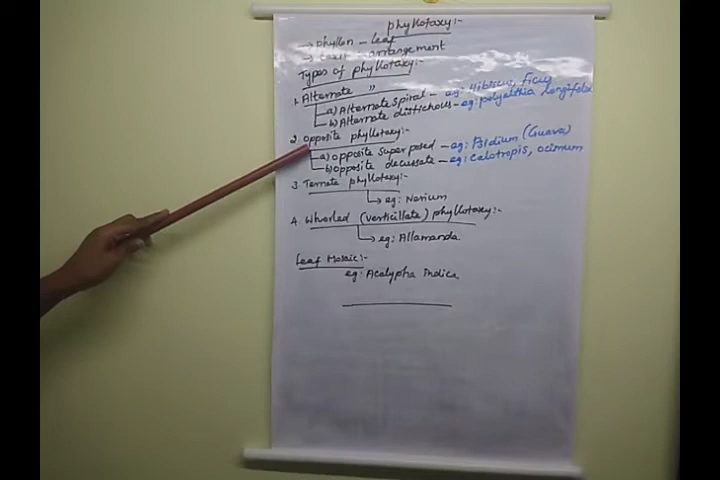 phyllotaxy:-
→ phyllon - leaf
→ taxis - arrangement
Types of phyllotaxy:-
1. Alternate "
a) Alternate spiral - eg: Hibiscus, Ficus
b) Alternate distichous - eg: polyalthia longifolia
2. Opposite phyllotaxy:-
a) opposite superposed - eg: Psidium (Guava)
b) opposite decussate - eg: calotropis, ocimum
3 Ternate phyllotaxy:-
→ eg: Nerium
4. Whorled (verticillate) phyllotaxy:-
→ eg: Allamanda
Leaf Mosaic:-
eg: Acalypha indica